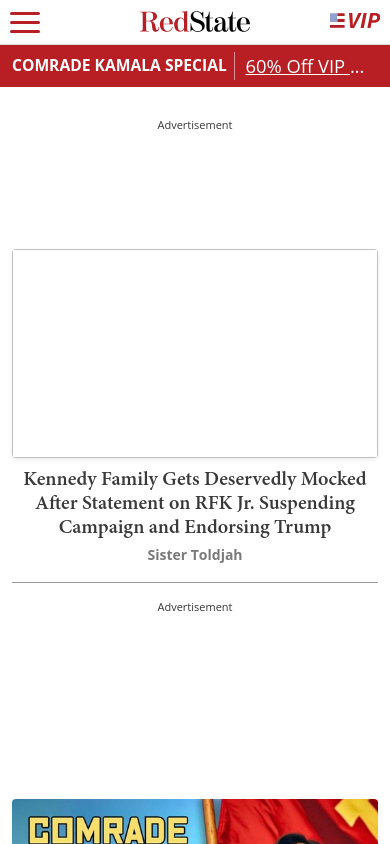 RedState
VIP
COMRADE KAMALA SPECIAL
60% Off VIP ...
Advertisement
Kennedy Family Gets Deservedly Mocked
After Statement on RFK Jr. Suspending
Campaign and Endorsing Trump
Sister Toldjah
Advertisement
COMRADE